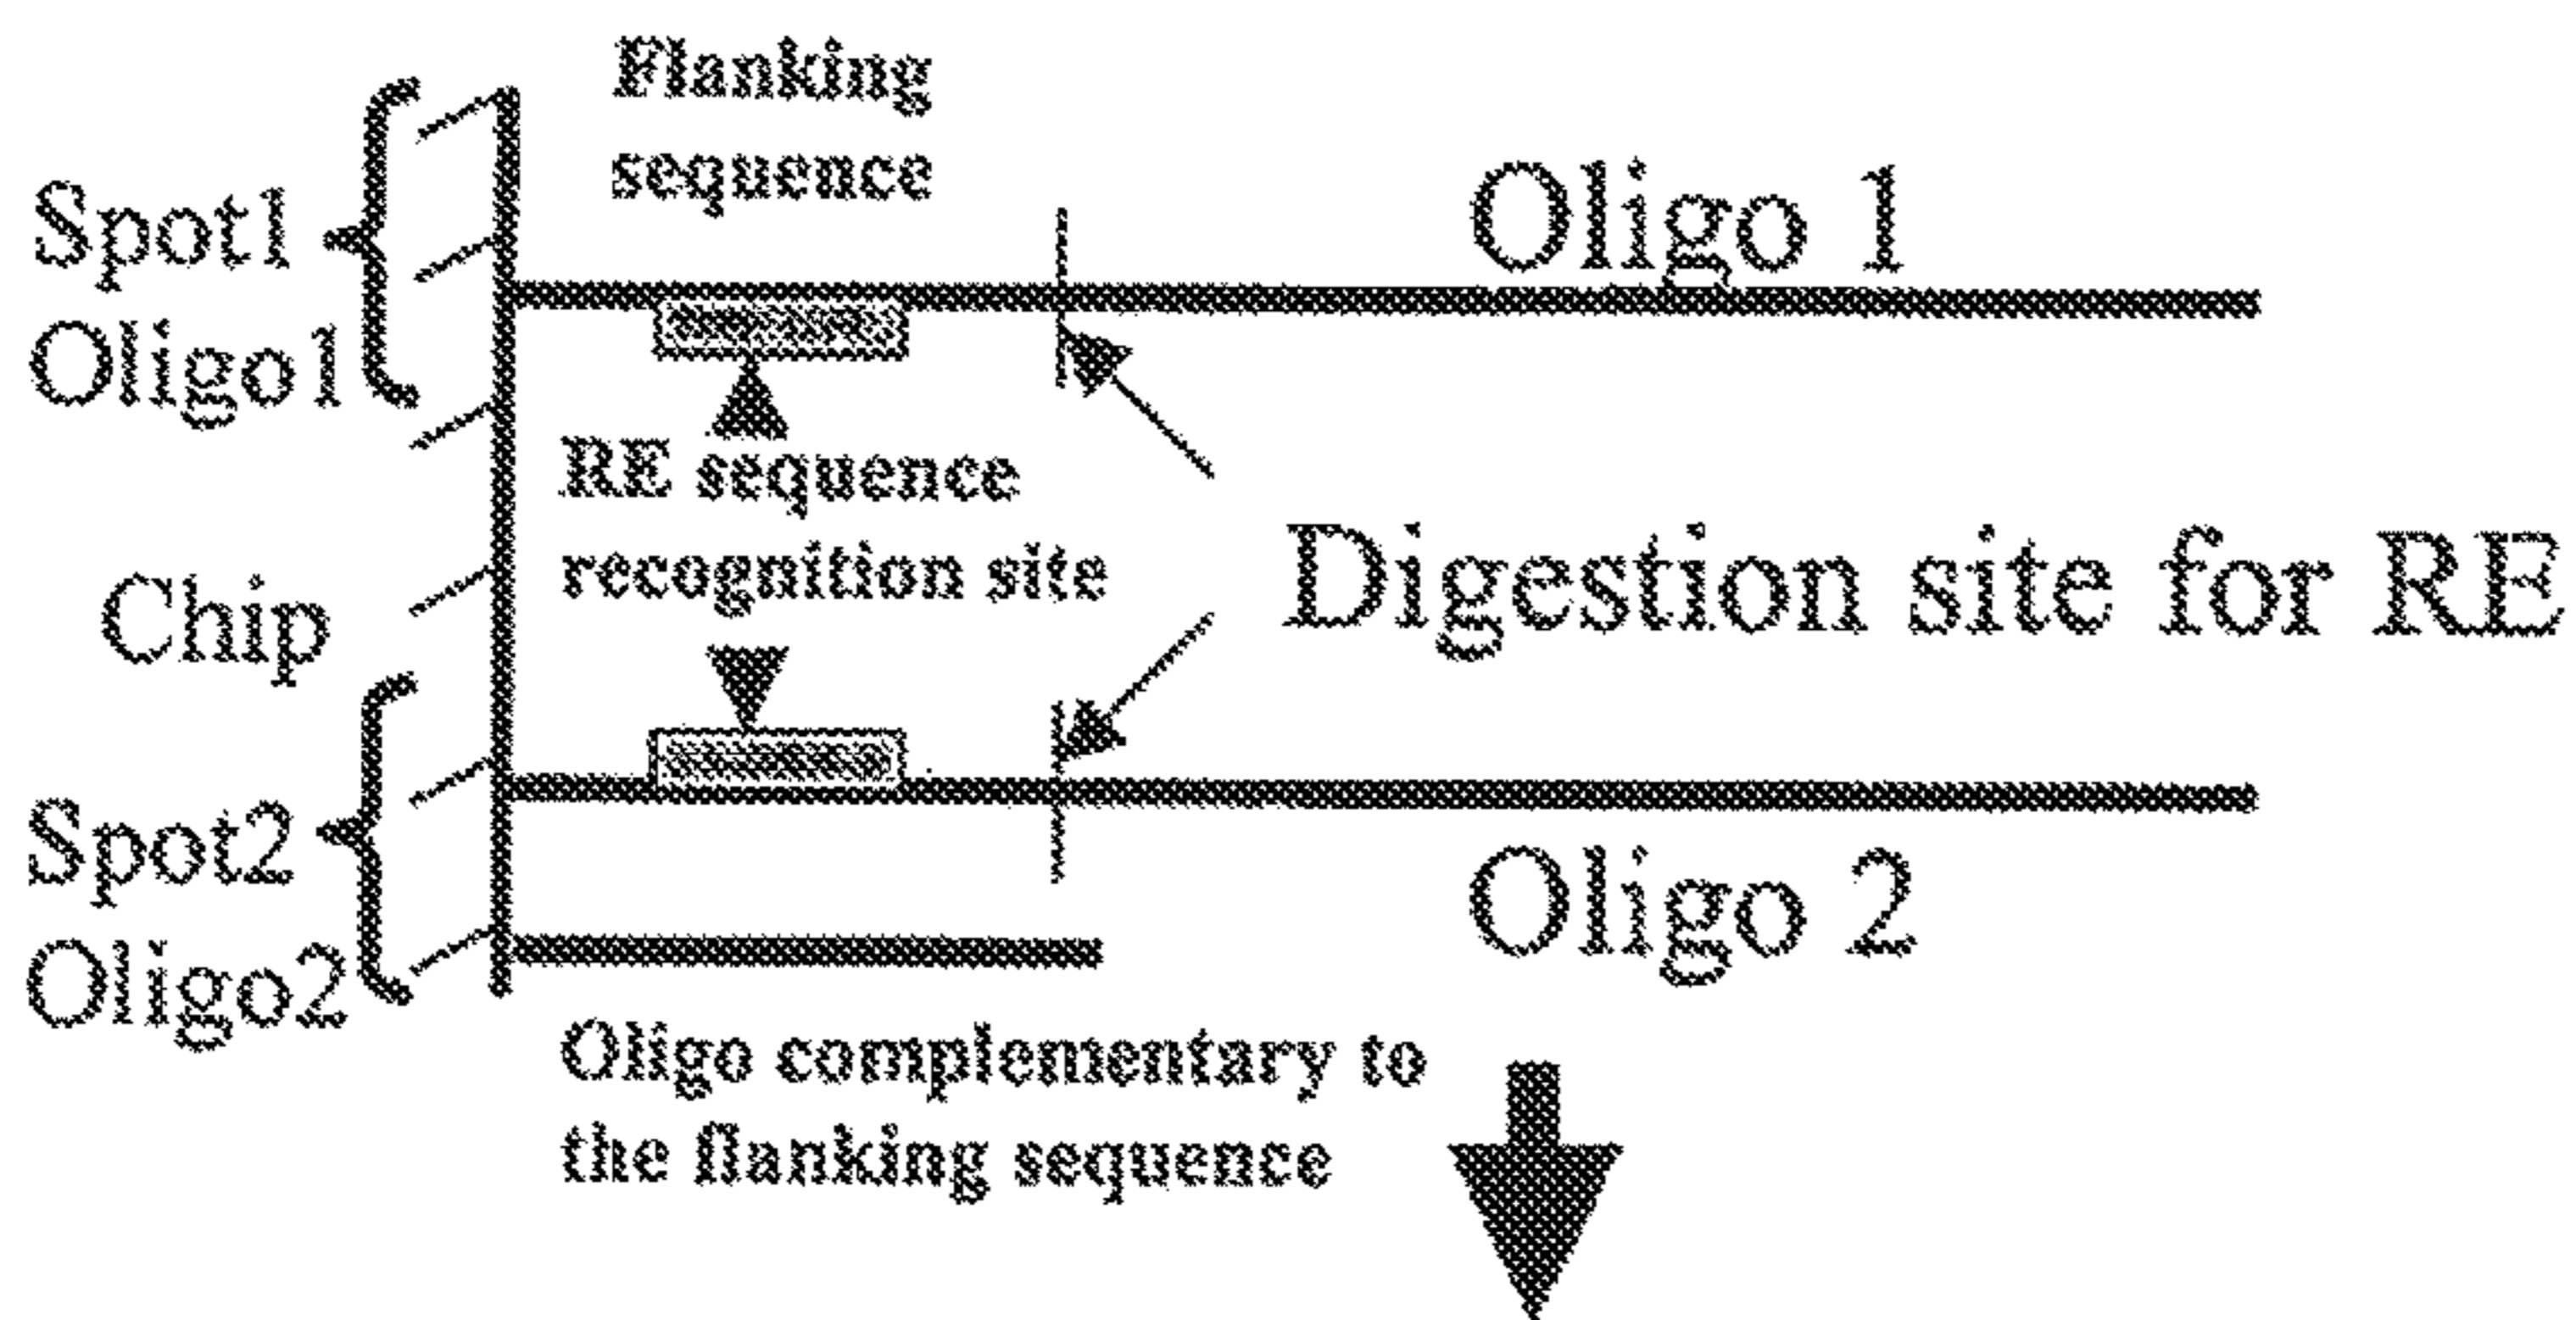 Flanking
sequence
Oligo 1
Spot1
Oligo1
RE sequence
recognition site
Digestion site for RE
Chip
Spot2
Oligo2
Oligo 2
Oligo complementary to
the flanking sequence